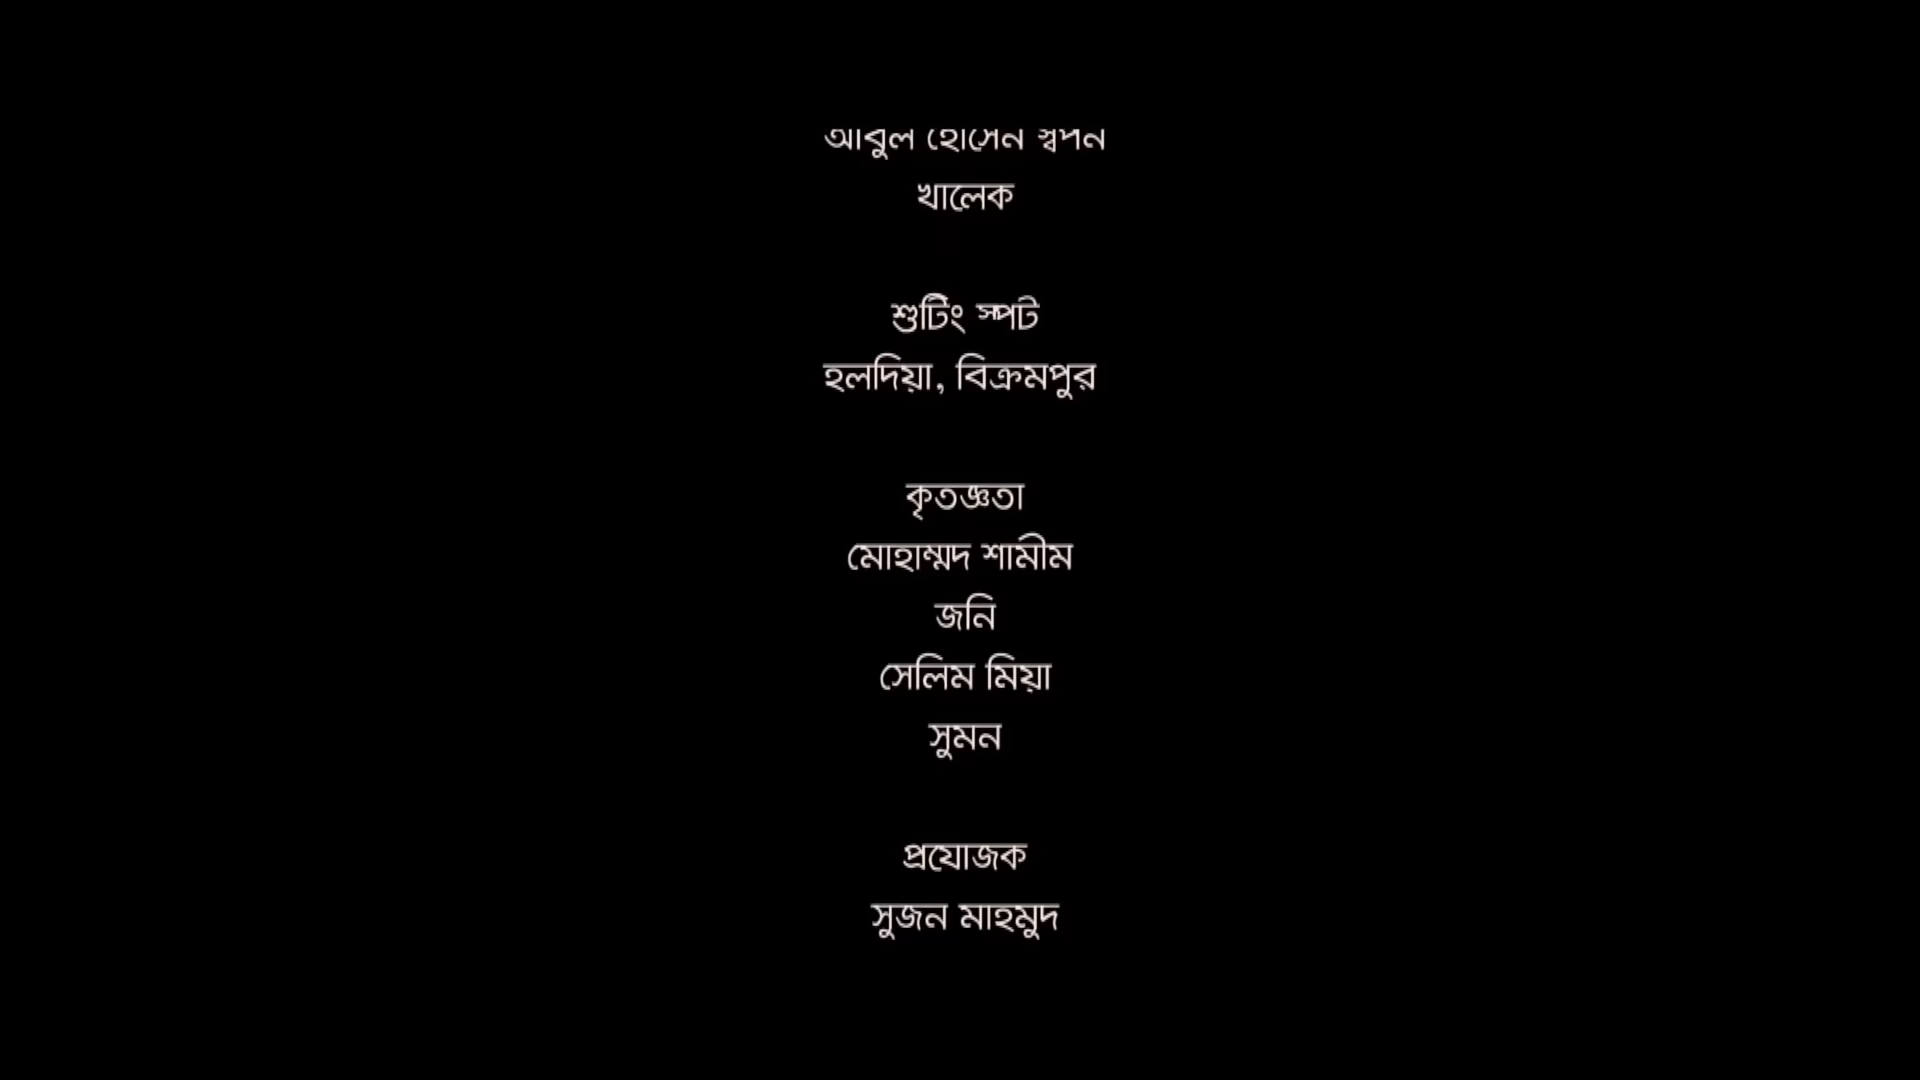 আবুল হোসেন স্বপন
খালেক
শুটিং স্পট
হলদিয়া, বিক্রমপুর
কৃতজ্ঞতা
মোহাম্মদ শামীম
জনি
সেলিম মিয়া
সুমন
প্রযোজক
সুজন মাহমুদ